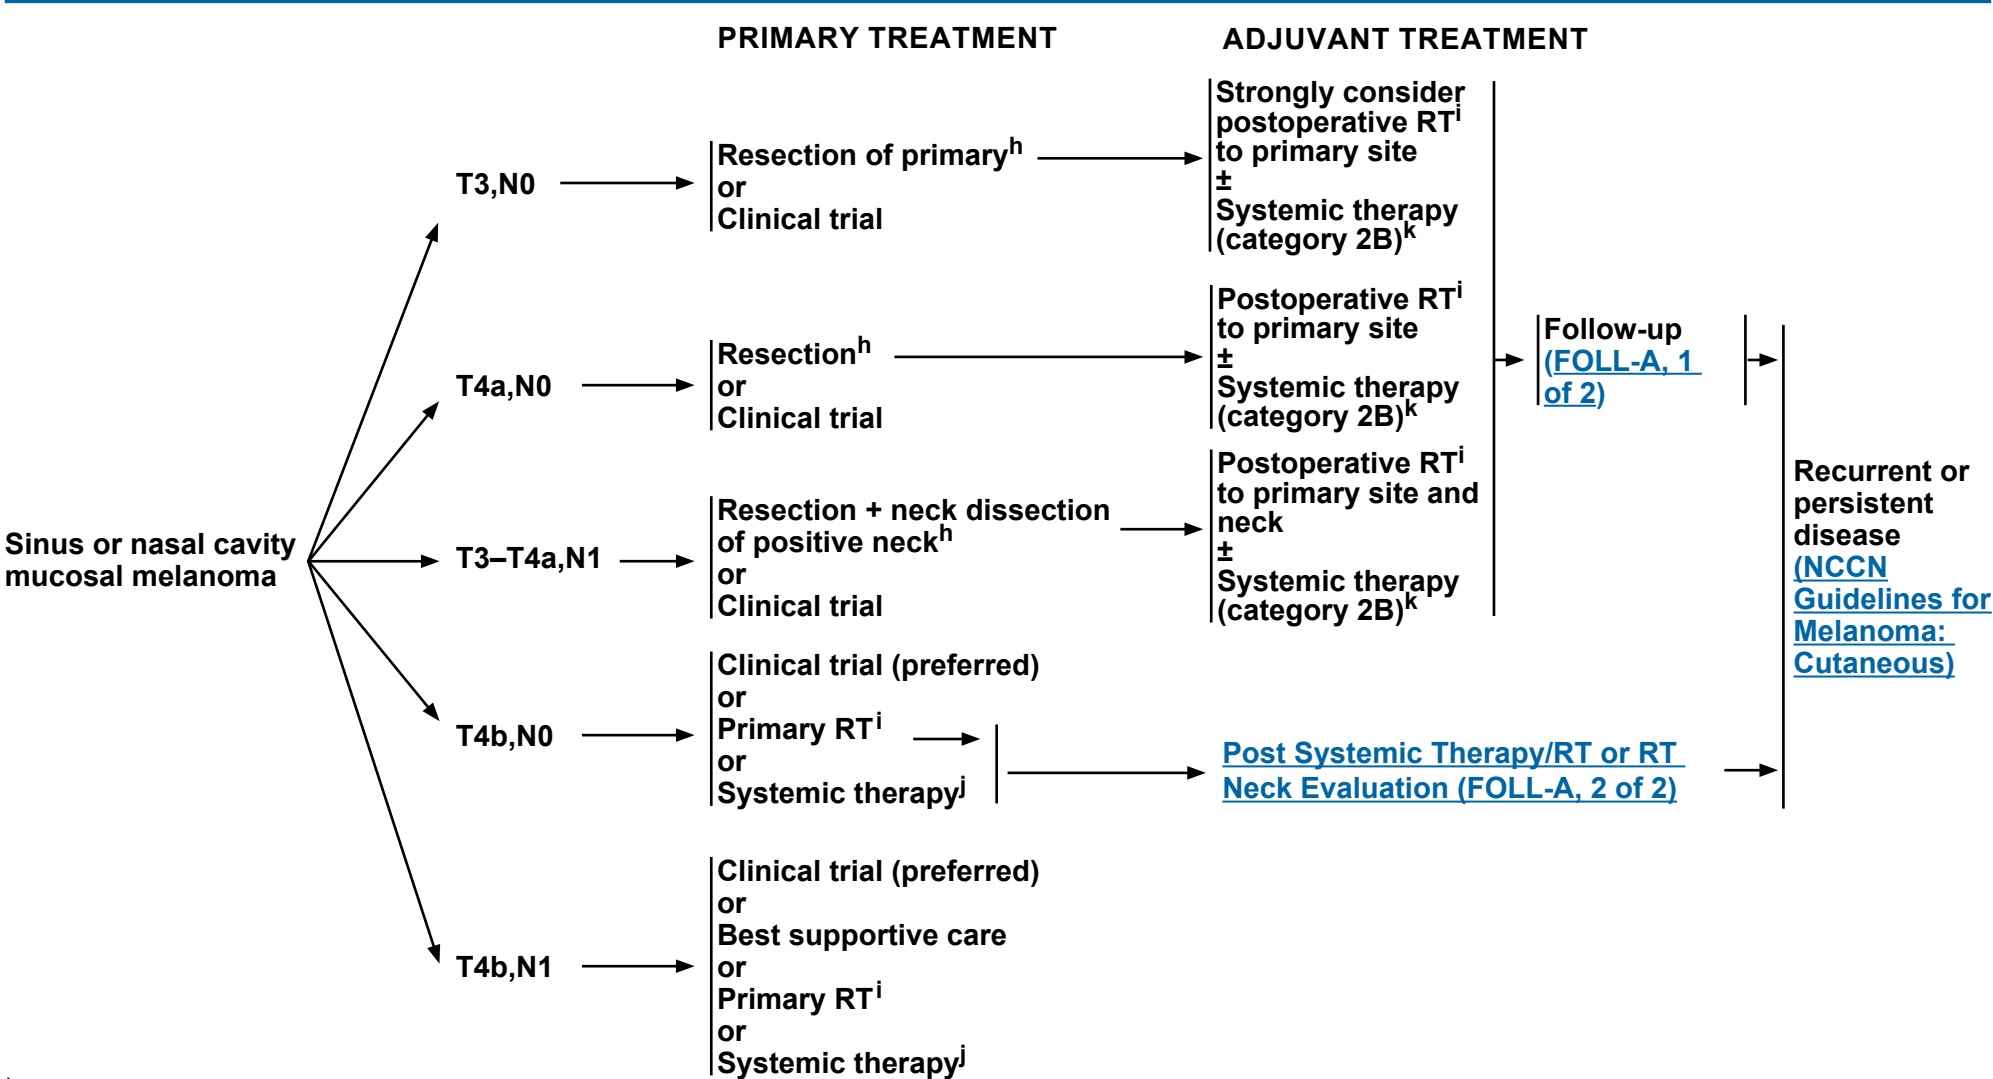 PRIMARY TREATMENT
ADJUVANT TREATMENT
Sinus or nasal cavity
mucosal melanoma
T3,N0
Resection of primaryʰ
or
Clinical trial
Strongly consider
postoperative RTⁱ
to primary site
±
Systemic therapy
(category 2B)ᵏ
T4a,N0
Resectionʰ
or
Clinical trial
Postoperative RTⁱ
to primary site
±
Systemic therapy
(category 2B)ᵏ
T3–T4a,N1
Resection + neck dissection
of positive neckʰ
or
Clinical trial
Postoperative RTⁱ
to primary site and
neck
±
Systemic therapy
(category 2B)ᵏ
Follow-up
(FOLL-A, 1
of 2)
T4b,N0
Clinical trial (preferred)
or
Primary RTⁱ
or
Systemic therapyʲ
Post Systemic Therapy/RT or RT
Neck Evaluation (FOLL-A, 2 of 2)
Recurrent or
persistent
disease
(NCCN
Guidelines for
Melanoma:
Cutaneous)
T4b,N1
Clinical trial (preferred)
or
Best supportive care
or
Primary RTⁱ
or
Systemic therapyʲ